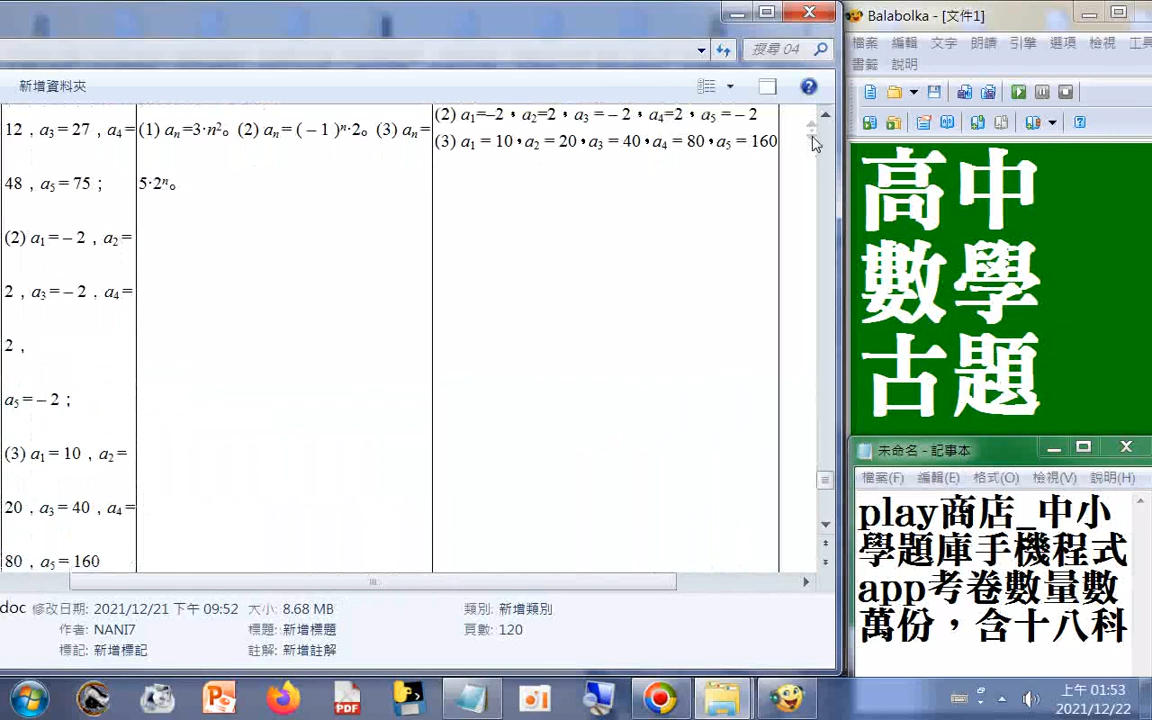 Balabolka - [文件1]
搜尋 04
檔案 編輯 文字 朗讀 引擎 選項 檢視 工具
書籤 說明
新增資料夾
12，a3 = 27，a4 =
48，a5 = 75；
(2) a1 = – 2，a2 =
2，a3 = – 2，a4 =
2，
a5 = – 2；
(3) a1 = 10，a2 =
20，a3 = 40，a4 =
80，a5 = 160
(1) an =3·n²。 (2) an = ( – 1 )ⁿ·2。 (3) an =
5·2ⁿ。
(2) a1=–2，a2=2，a3 = – 2，a4=2，a5 = – 2
(3) a1 = 10，a2 = 20，a3 = 40，a4 = 80，a5 = 160
高中
數學
古題
未命名 - 記事本
檔案(F) 編輯(E) 格式(O) 檢視(V) 說明(H)
play商店_中小
學題庫手機程式
app考卷數量數
萬份，含十八科
doc 修改日期: 2021/12/21 下午 09:52 大小: 8.68 MB 類別: 新增類別
作者: NANI7 標題: 新增標題 頁數: 120
標記: 新增標記 註解: 新增註解
PDF
上午 01:53
2021/12/22